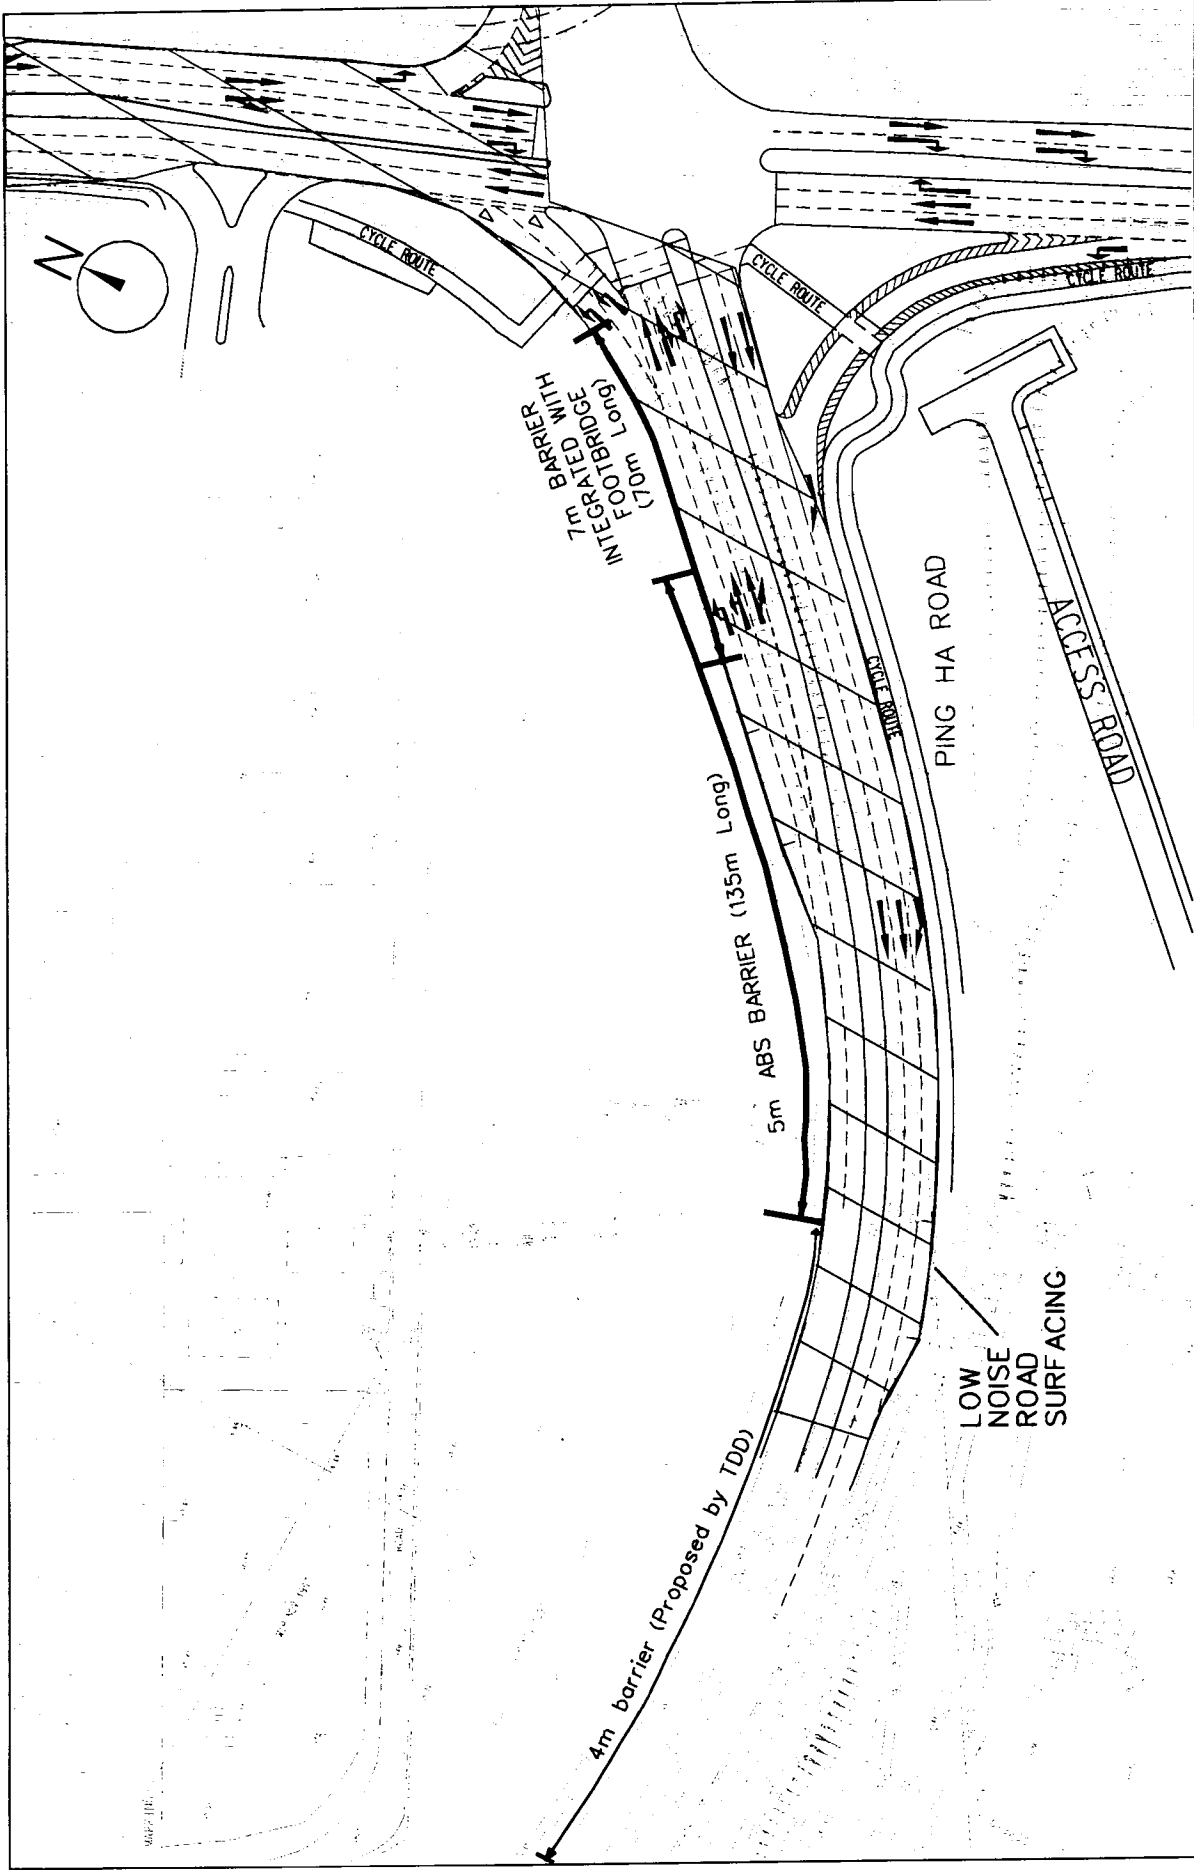 N
CYCLE ROUTE
CYCLE ROUTE
CYCLE ROUTE
7m BARRIER
INTEGRATED WITH
FOOTBRIDGE
(70m Long)
CYCLE ROUTE
PING HA ROAD
ACCESS ROAD
5m ABS BARRIER (135m Long)
LOW
NOISE
ROAD
SURFACING
4m barrier (Proposed by TDD)